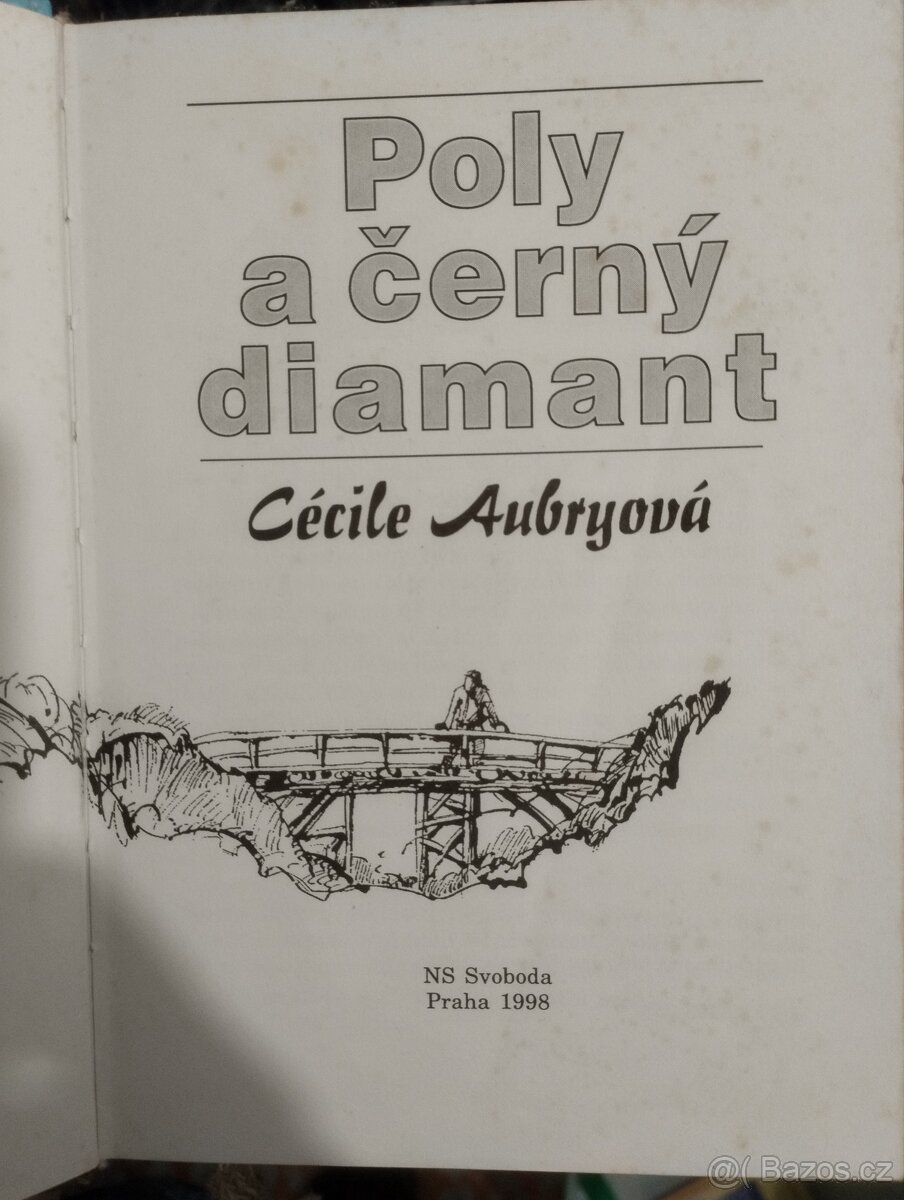 Poly
a černý
diamant
Cécile Aubryová
NS Svoboda
Praha 1998
@( Bazos.cz